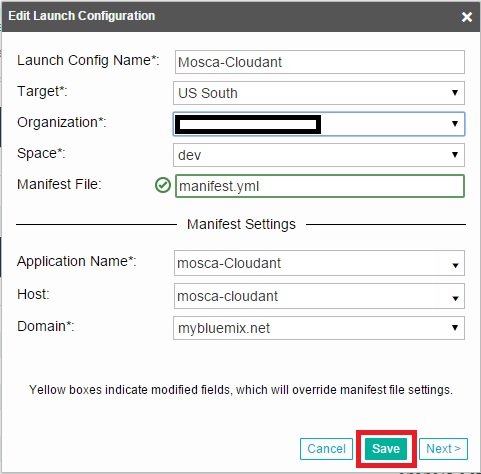 Edit Launch Configuration
Launch Config Name*: Mosca-Cloudant
Target*: US South
Organization*:
Space*: dev
Manifest File: manifest.yml
Manifest Settings
Application Name*: mosca-Cloudant
Host: mosca-cloudant
Domain*: mybluemix.net
Yellow boxes indicate modified fields, which will override manifest file settings.
Cancel Save Next >